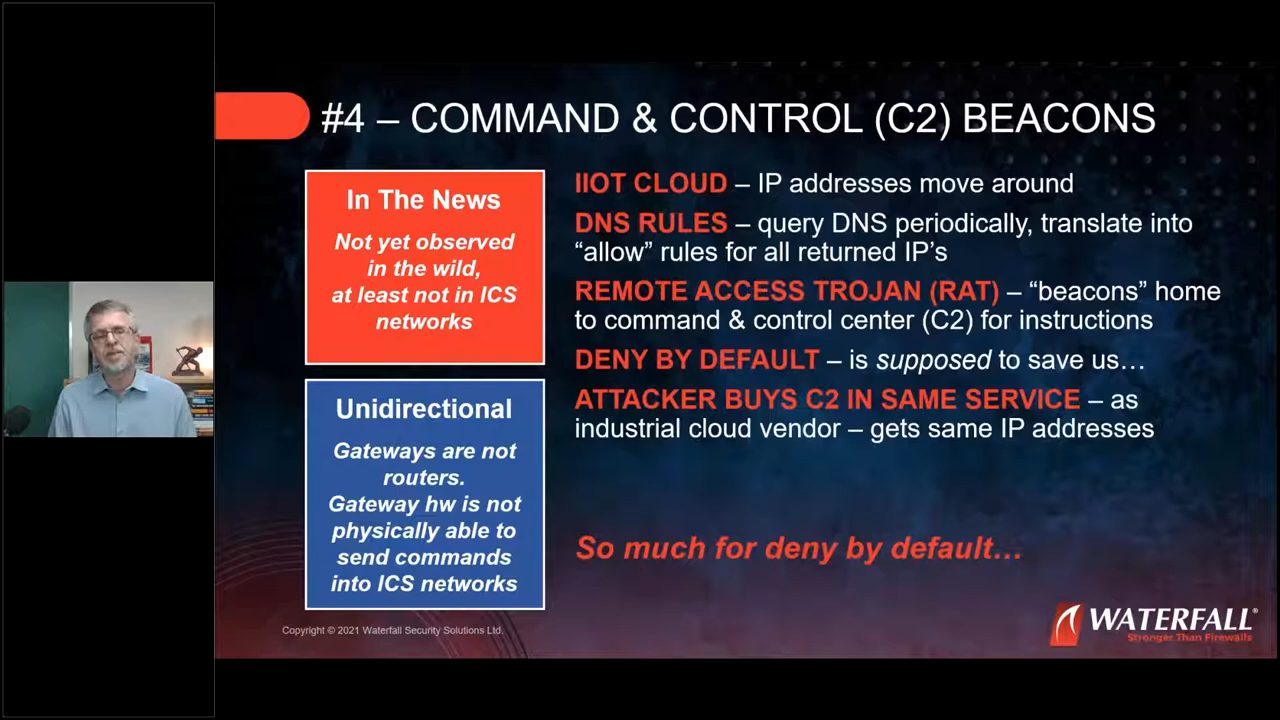 #4 – COMMAND & CONTROL (C2) BEACONS
In The News
Not yet observed
in the wild,
at least not in ICS
networks
Unidirectional
Gateways are not
routers.
Gateway hw is not
physically able to
send commands
into ICS networks
IIOT CLOUD – IP addresses move around
DNS RULES – query DNS periodically, translate into
“allow” rules for all returned IP’s
REMOTE ACCESS TROJAN (RAT) – “beacons” home
to command & control center (C2) for instructions
DENY BY DEFAULT – is supposed to save us…
ATTACKER BUYS C2 IN SAME SERVICE – as
industrial cloud vendor – gets same IP addresses
So much for deny by default…
Copyright © 2021 Waterfall Security Solutions Ltd.
WATERFALL®
Stronger Than Firewalls